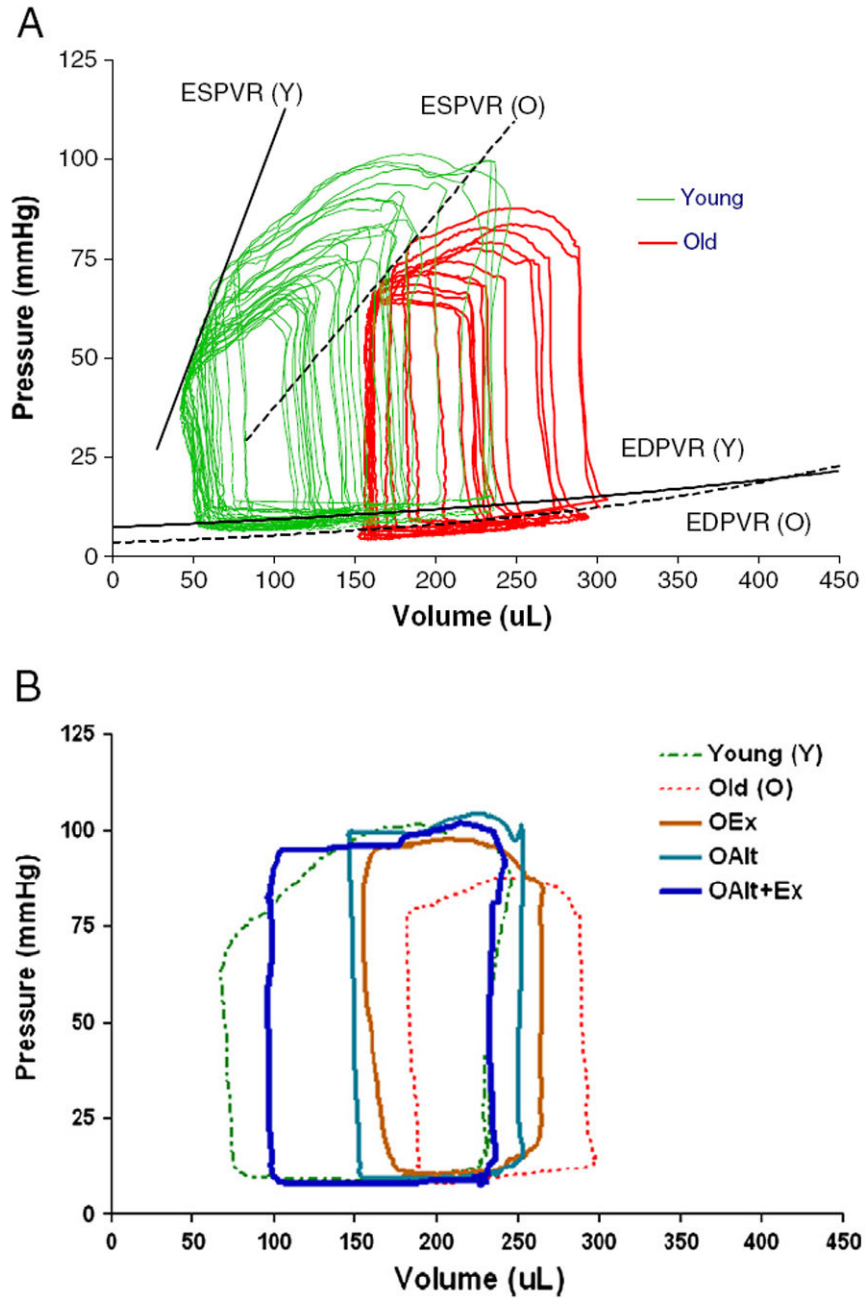 A
125
100
75
50
25
0
Pressure (mmHg)
ESPVR (Y)
ESPVR (O)
Young
Old
EDPVR (Y)
EDPVR (O)
0 50 100 150 200 250 300 350 400 450
Volume (uL)
B
125
100
75
50
25
0
Pressure (mmHg)
Young (Y)
Old (O)
OEx
OAlt
OAlt+Ex
0 50 100 150 200 250 300 350 400 450
Volume (uL)